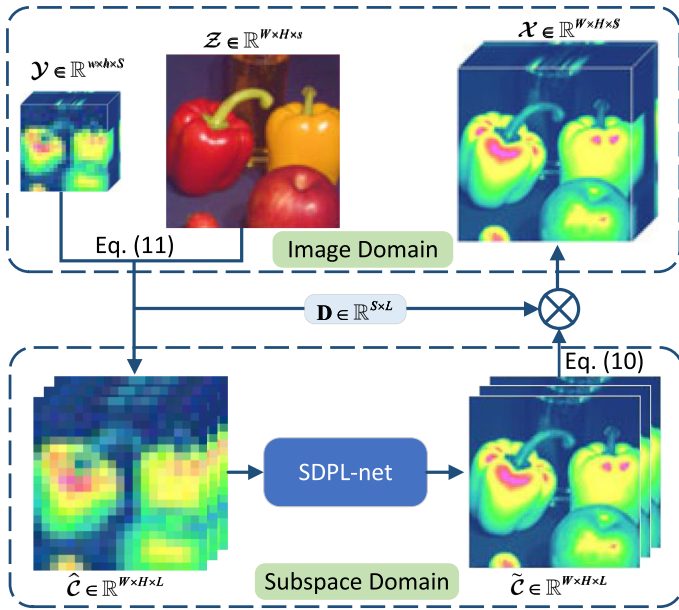 𝒴 ∈ ℝ^{w×h×S}
𝒵 ∈ ℝ^{W×H×s}
𝒳 ∈ ℝ^{W×H×S}
Eq. (11)
Image Domain
D ∈ ℝ^{S×L}
Eq. (10)
SDPL-net
Ĉ ∈ ℝ^{W×H×L}
Subspace Domain
C̃ ∈ ℝ^{W×H×L}